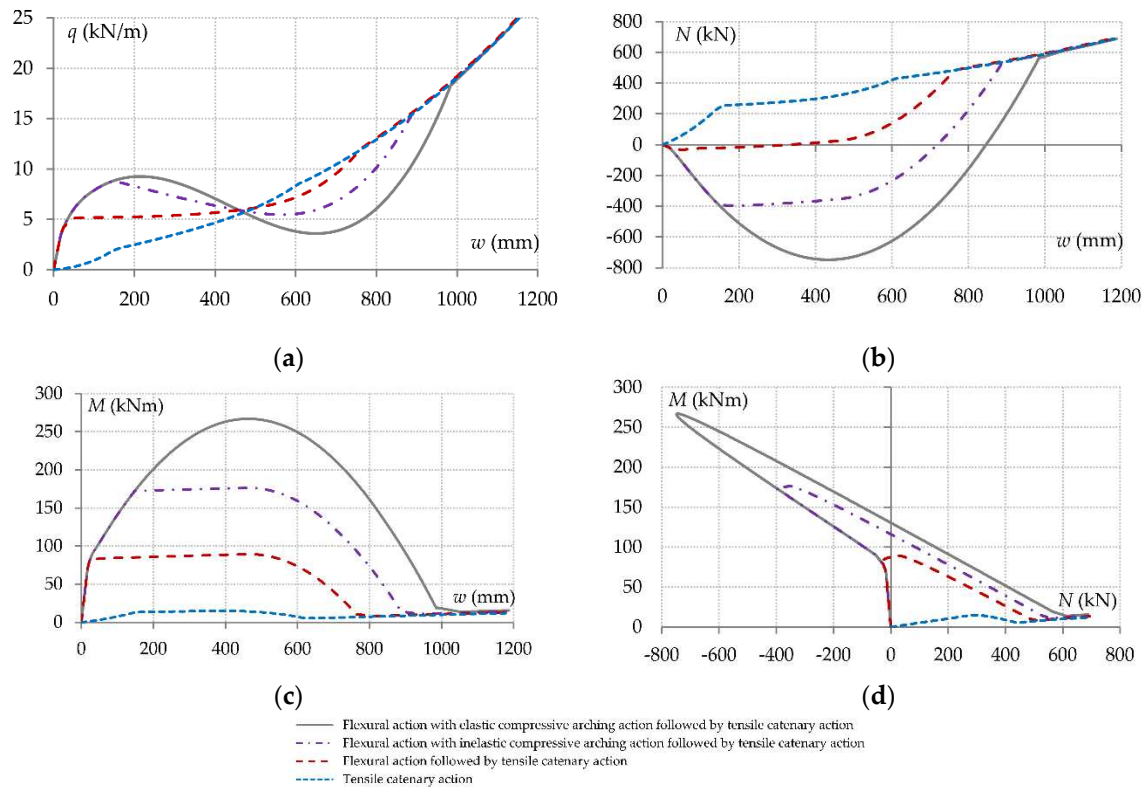 25
20
15
10
5
0
q (kN/m)
w (mm)
0 200 400 600 800 1000 1200
(a)
800
600
400
200
0
-200
-400
-600
-800
N (kN)
w (mm)
0 200 400 600 800 1000 1200
(b)
300
250
200
150
100
50
0
M (kNm)
w (mm)
0 200 400 600 800 1000 1200
(c)
300
250
200
150
100
50
0
M (kNm)
N (kN)
-800 -600 -400 -200 0 200 400 600 800
(d)
Flexural action with elastic compressive arching action followed by tensile catenary action
Flexural action with inelastic compressive arching action followed by tensile catenary action
Flexural action followed by tensile catenary action
Tensile catenary action